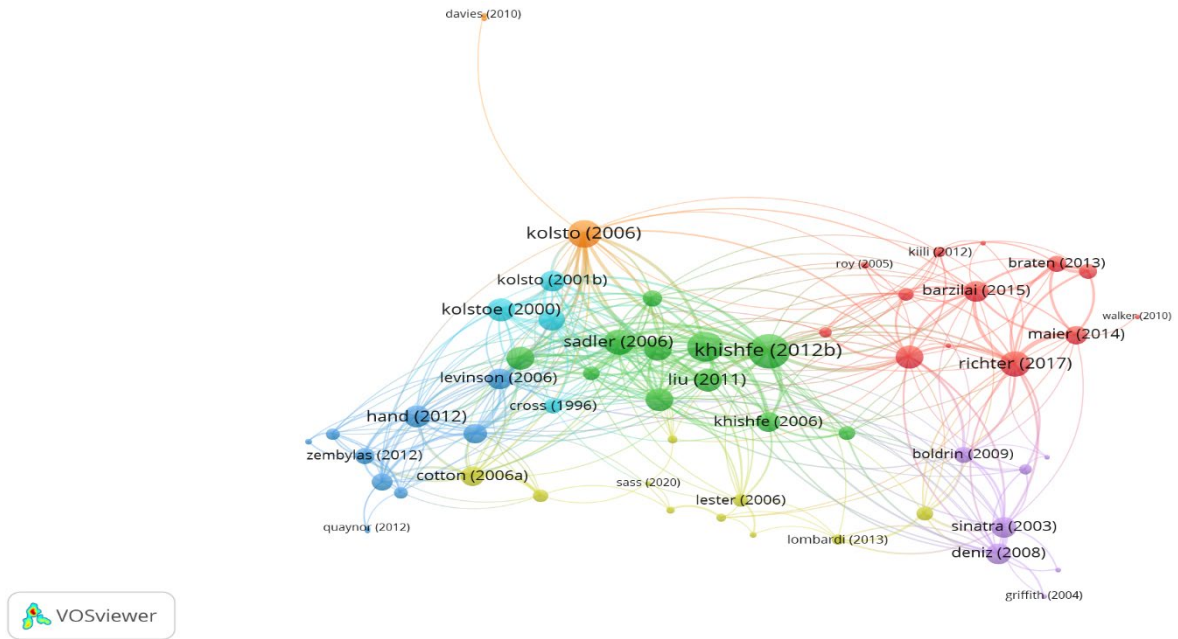 davies (2010)
kolsto (2006)
kiili (2012)
roy (2005)
braten (2013)
kolsto (2001b)
barzilai (2015)
kolstoe (2000)
walker (2010)
maier (2014)
sadler (2006)
khishfe (2012b)
richter (2017)
levinson (2006)
liu (2011)
cross (1996)
hand (2012)
khishfe (2006)
zembylas (2012)
boldrin (2009)
cotton (2006a)
sass (2020)
lester (2006)
quaynor (2012)
sinatra (2003)
lombardi (2013)
deniz (2008)
griffith (2004)
VOSviewer